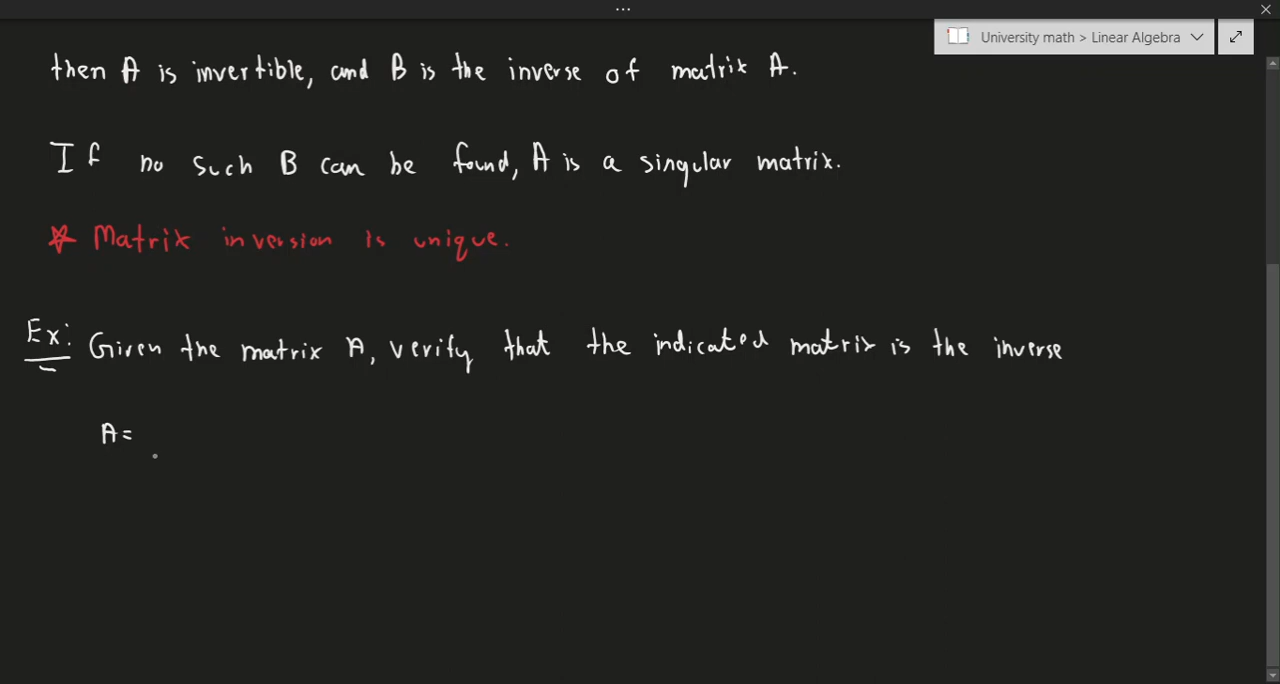 ...
University math > Linear Algebra
then A is invertible, and B is the inverse of matrix A.
If no such B can be found, A is a singular matrix.
☆ Matrix inversion is unique.
Ex: Given the matrix A, verify that the indicated matrix is the inverse
A=